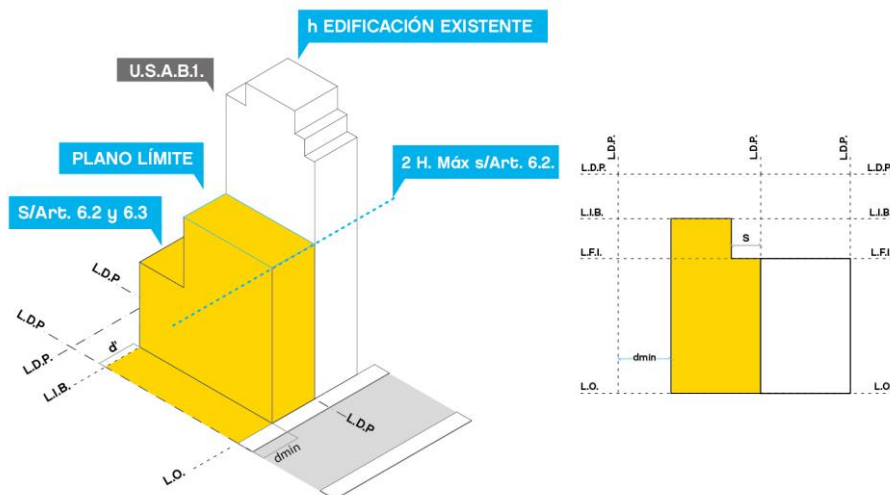 h EDIFICACIÓN EXISTENTE
U.S.A.B.1.
PLANO LÍMITE
2 H. Máx s/Art. 6.2.
S/Art. 6.2 y 6.3
L.D.P
L.D.P
L.D.P.
L.I.B.
d'
L.O.
dmin
L.D.P
L.D.P.
L.D.P.
L.D.P.
L.D.P.
L.D.P
L.I.B.
L.I.B
S
L.F.I.
L.F.I
dmin
L.O.
L.O